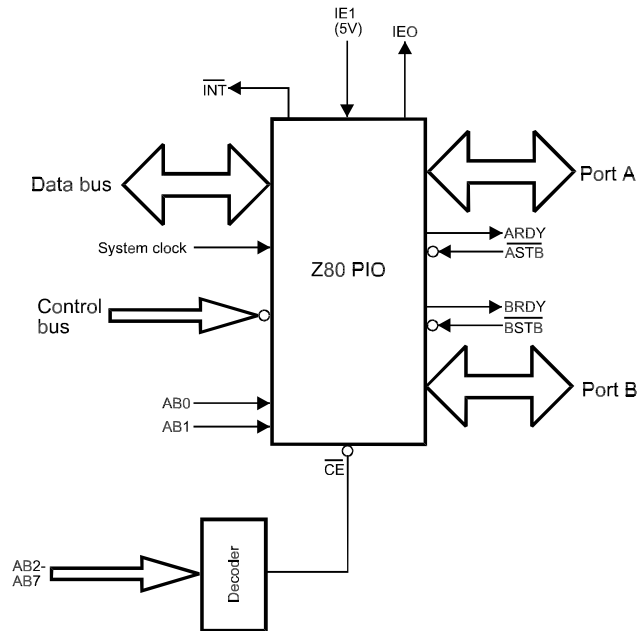 IE1
(5V)
IEO
INT
Data bus
Port A
System clock
ARDY
ASTB
Z80 PIO
Control
bus
BRDY
BSTB
AB0
AB1
Port B
CE
AB2-
AB7
Decoder